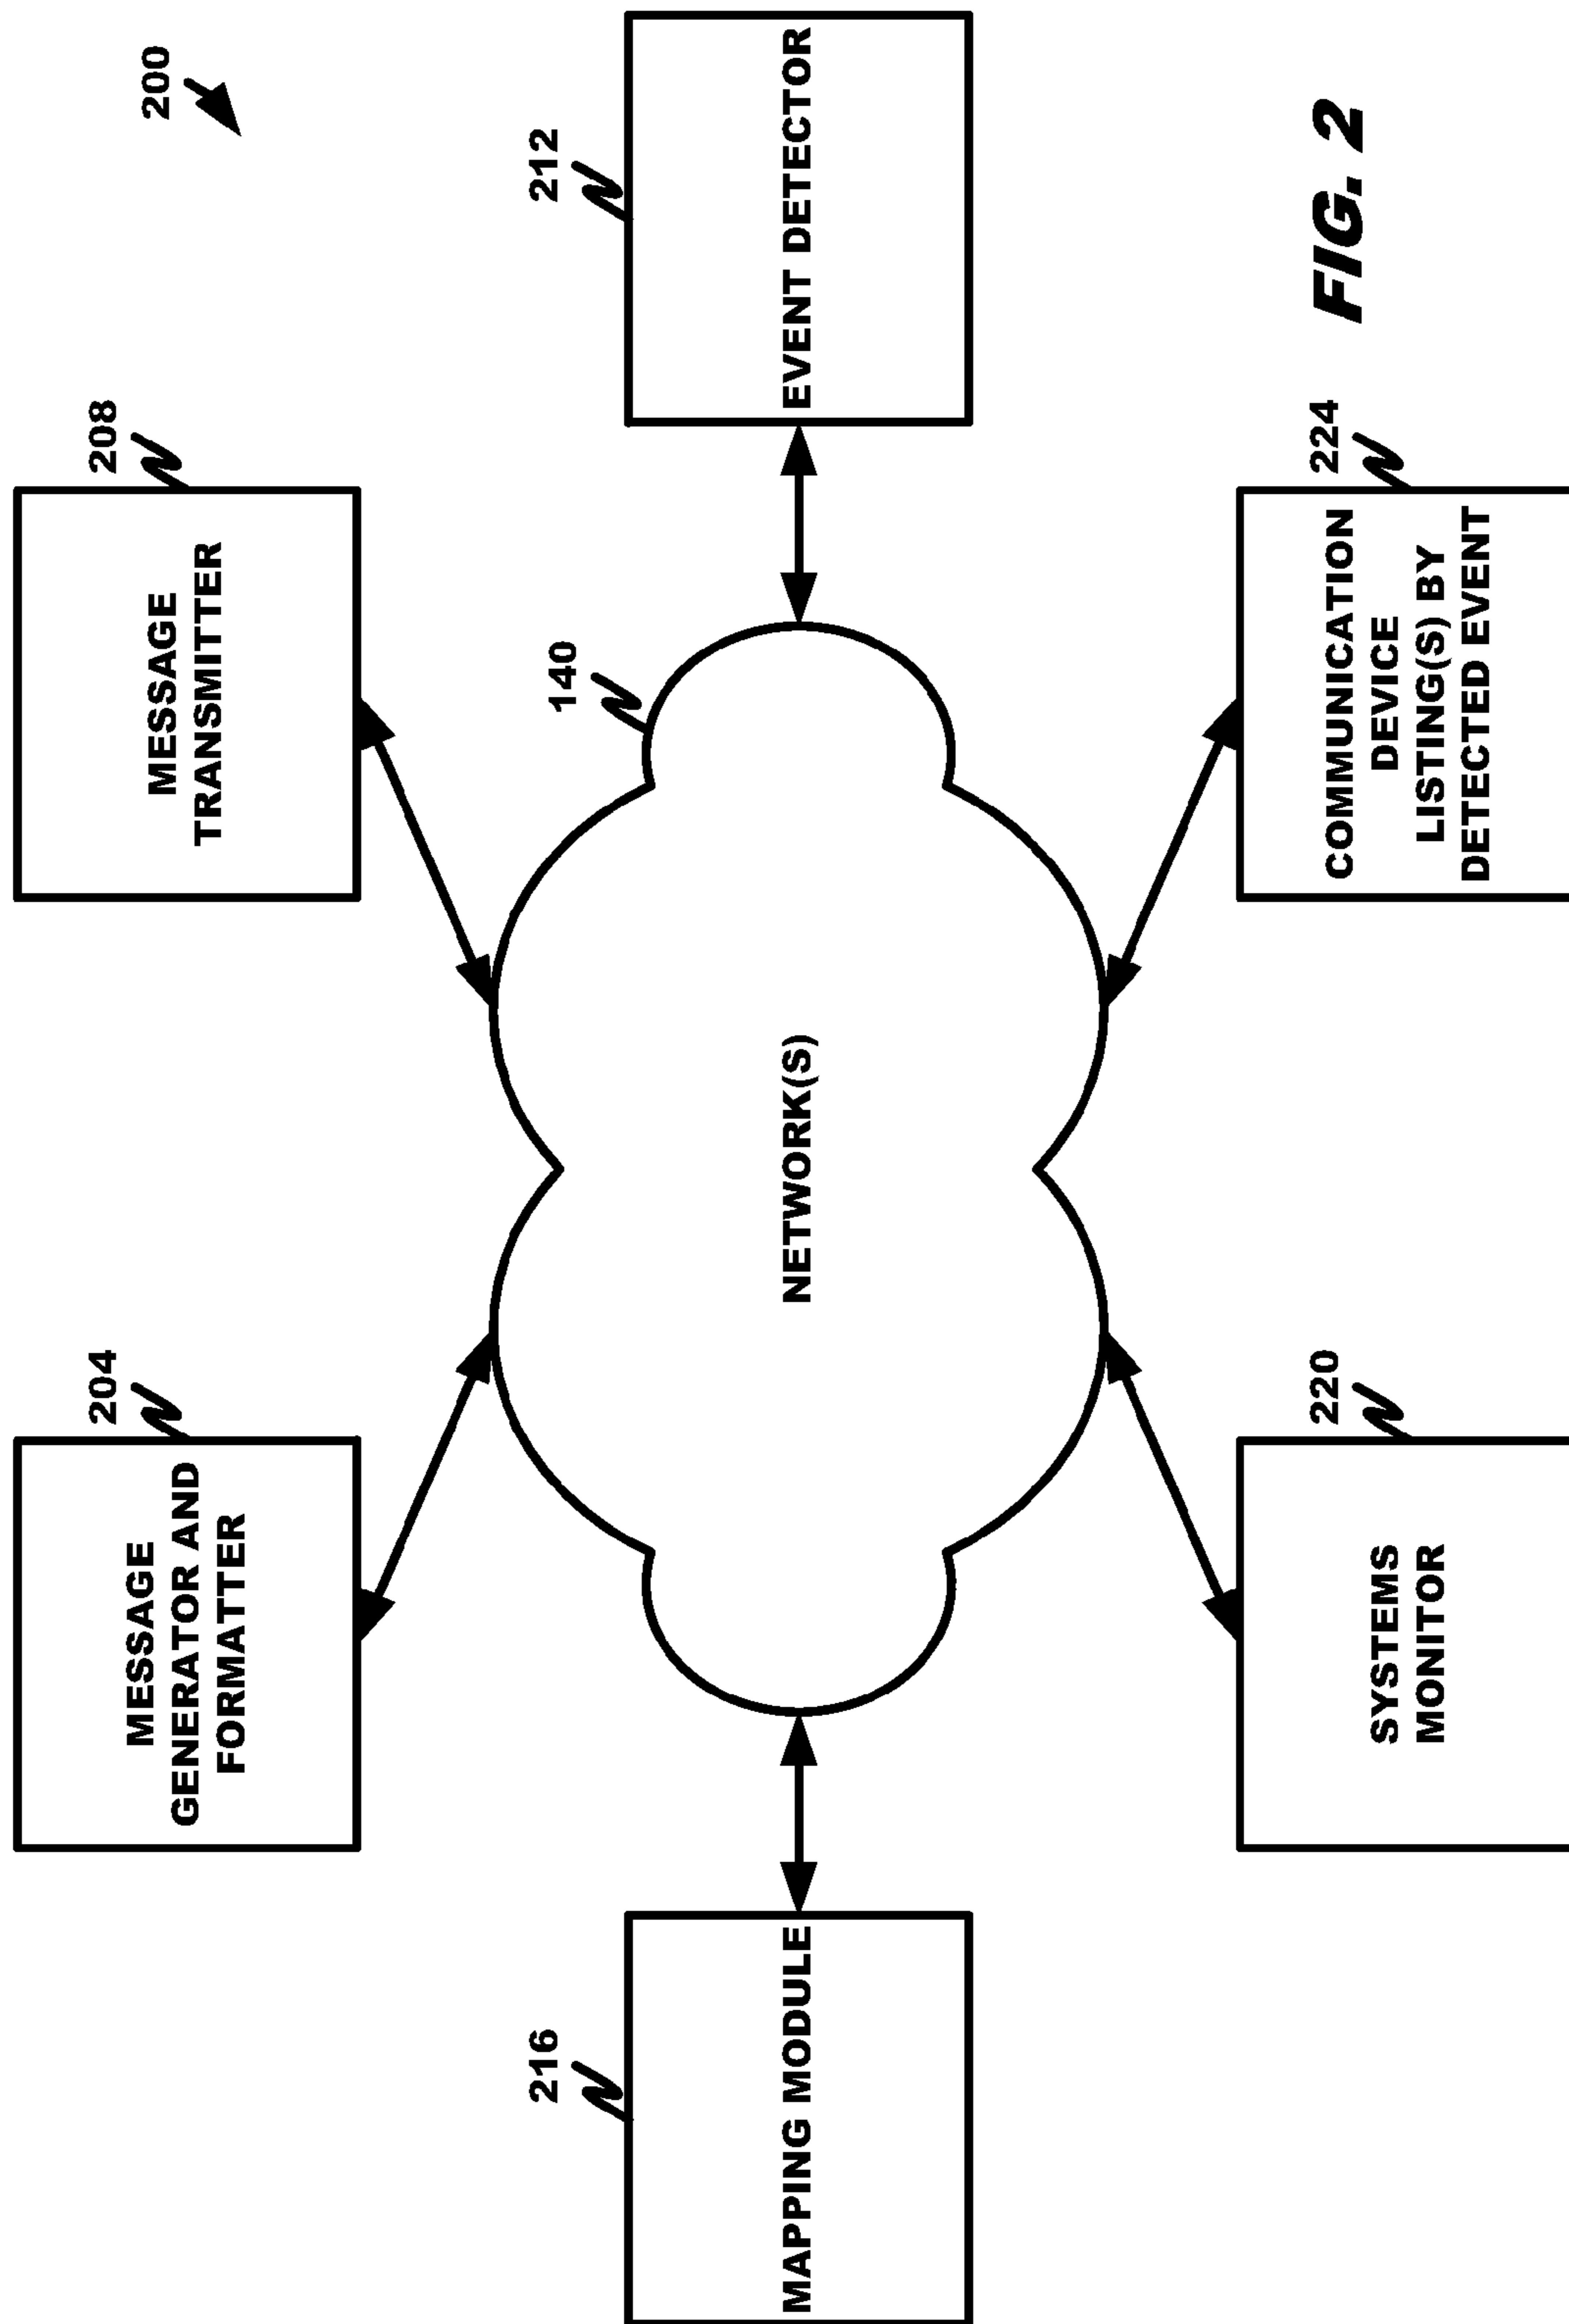 200
204
MESSAGE
GENERATOR AND
FORMATTER
208
MESSAGE
TRANSMITTER
216
MAPPING MODULE
140
NETWORK(S)
212
EVENT DETECTOR
220
SYSTEMS
MONITOR
224
COMMUNICATION
DEVICE
LISTING(S) BY
DETECTED EVENT
FIG. 2